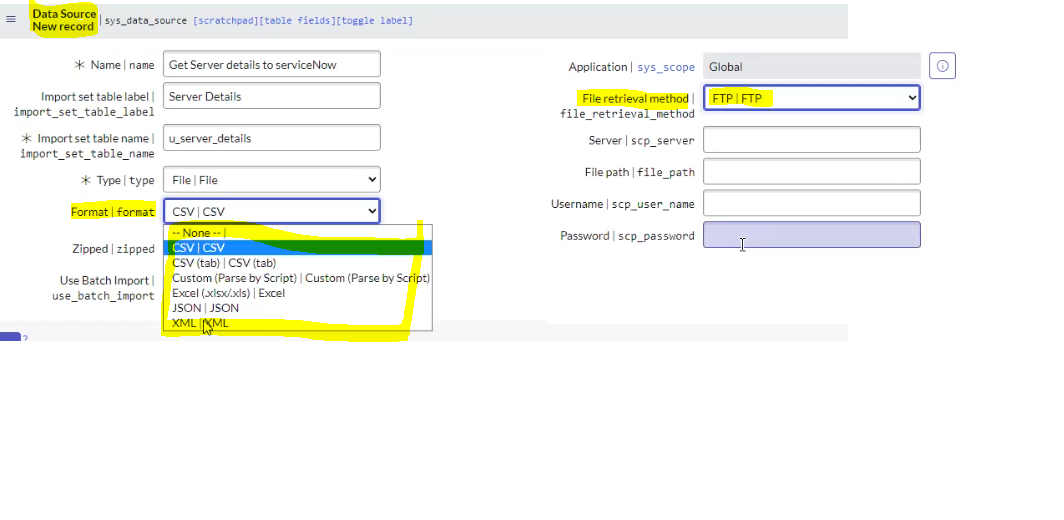 Data Source
New record
| sys_data_source [scratchpad][table fields][toggle label]
Name | name
Get Server details to serviceNow
Import set table label |
import_set_table_label
Server Details
Import set table name |
import_set_table_name
u_server_details
Type | type
File | File
Format | format
CSV | CSV
-- None -- |
CSV | CSV
CSV (tab) | CSV (tab)
Custom (Parse by Script) | Custom (Parse by Script)
Excel (.xlsx/.xls) | Excel
JSON | JSON
XML | XML
Zipped | zipped
Use Batch Import |
use_batch_import
Application | sys_scope
Global
File retrieval method |
file_retrieval_method
FTP | FTP
Server | scp_server
File path | file_path
Username | scp_user_name
Password | scp_password
?